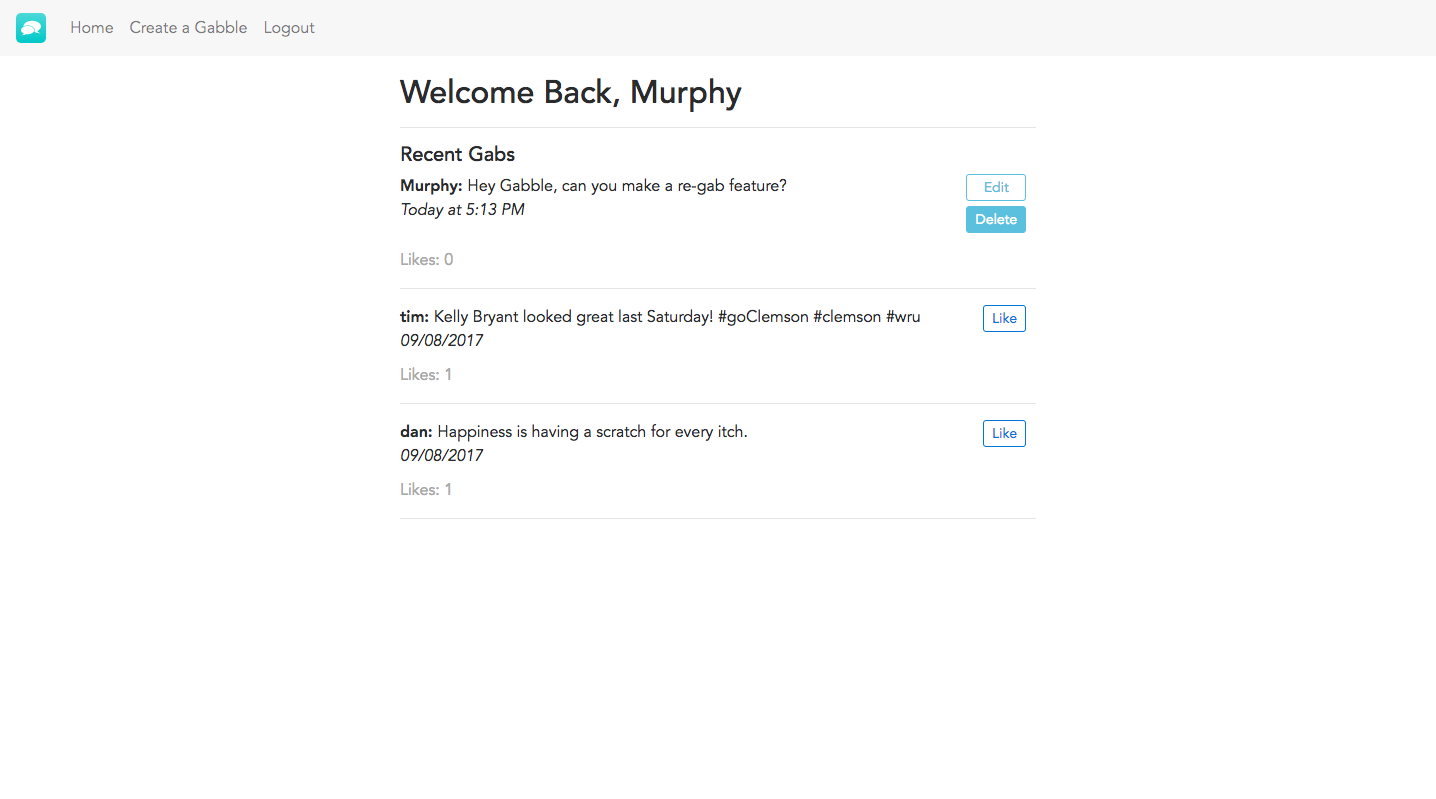 Home Create a Gabble Logout
Welcome Back, Murphy
Recent Gabs
Murphy: Hey Gabble, can you make a re-gab feature?
Edit
Today at 5:13 PM
Delete
Likes: 0
tim: Kelly Bryant looked great last Saturday! #goClemson #clemson #wru
Like
09/08/2017
Likes: 1
dan: Happiness is having a scratch for every itch.
Like
09/08/2017
Likes: 1